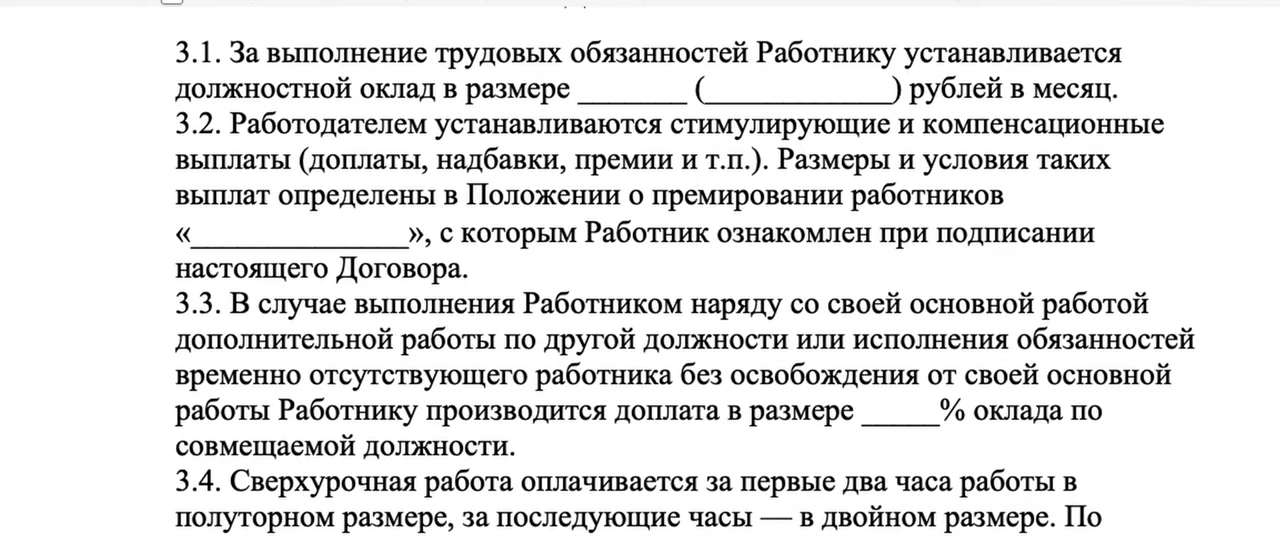 3.1. За выполнение трудовых обязанностей Работнику устанавливается
должностной оклад в размере _______ (____________) рублей в месяц.
3.2. Работодателем устанавливаются стимулирующие и компенсационные
выплаты (доплаты, надбавки, премии и т.п.). Размеры и условия таких
выплат определены в Положении о премировании работников
«______________», с которым Работник ознакомлен при подписании
настоящего Договора.
3.3. В случае выполнения Работником наряду со своей основной работой
дополнительной работы по другой должности или исполнения обязанностей
временно отсутствующего работника без освобождения от своей основной
работы Работнику производится доплата в размере _____% оклада по
совмещаемой должности.
3.4. Сверхурочная работа оплачивается за первые два часа работы в
полуторном размере, за последующие часы — в двойном размере. По